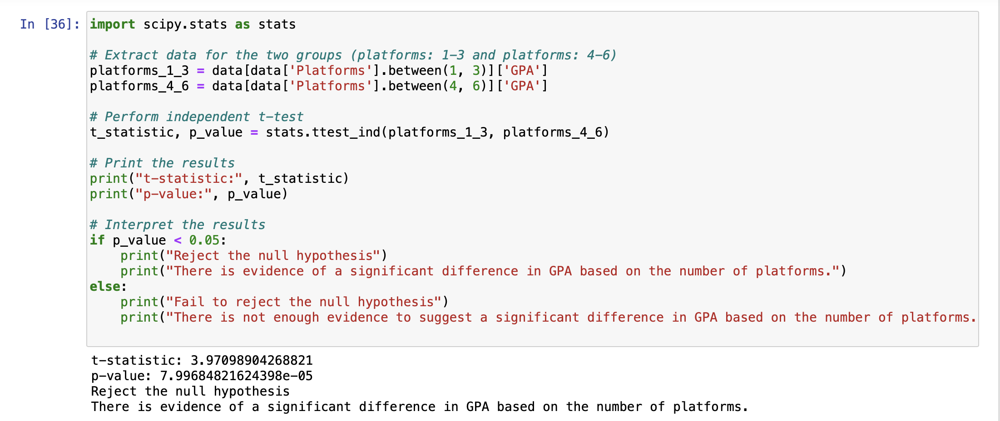 In [36]: import scipy.stats as stats
# Extract data for the two groups (platforms: 1-3 and platforms: 4-6)
platforms_1_3 = data[data['Platforms'].between(1, 3)]['GPA']
platforms_4_6 = data[data['Platforms'].between(4, 6)]['GPA']
# Perform independent t-test
t_statistic, p_value = stats.ttest_ind(platforms_1_3, platforms_4_6)
# Print the results
print("t-statistic:", t_statistic)
print("p-value:", p_value)
# Interpret the results
if p_value < 0.05:
    print("Reject the null hypothesis")
    print("There is evidence of a significant difference in GPA based on the number of platforms.")
else:
    print("Fail to reject the null hypothesis")
    print("There is not enough evidence to suggest a significant difference in GPA based on the number of platforms.
t-statistic: 3.97098904268821
p-value: 7.99684821624398e-05
Reject the null hypothesis
There is evidence of a significant difference in GPA based on the number of platforms.